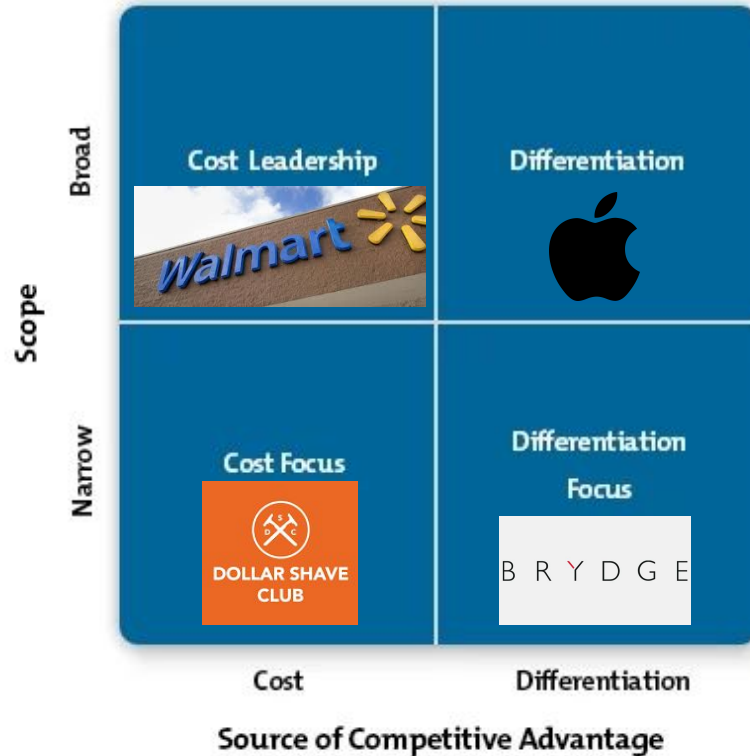 Scope
Broad
Narrow
Cost Leadership
Walmart
Differentiation
Cost Focus
D S C
DOLLAR SHAVE
CLUB
Differentiation
Focus
BRYDGE
Cost
Differentiation
Source of Competitive Advantage